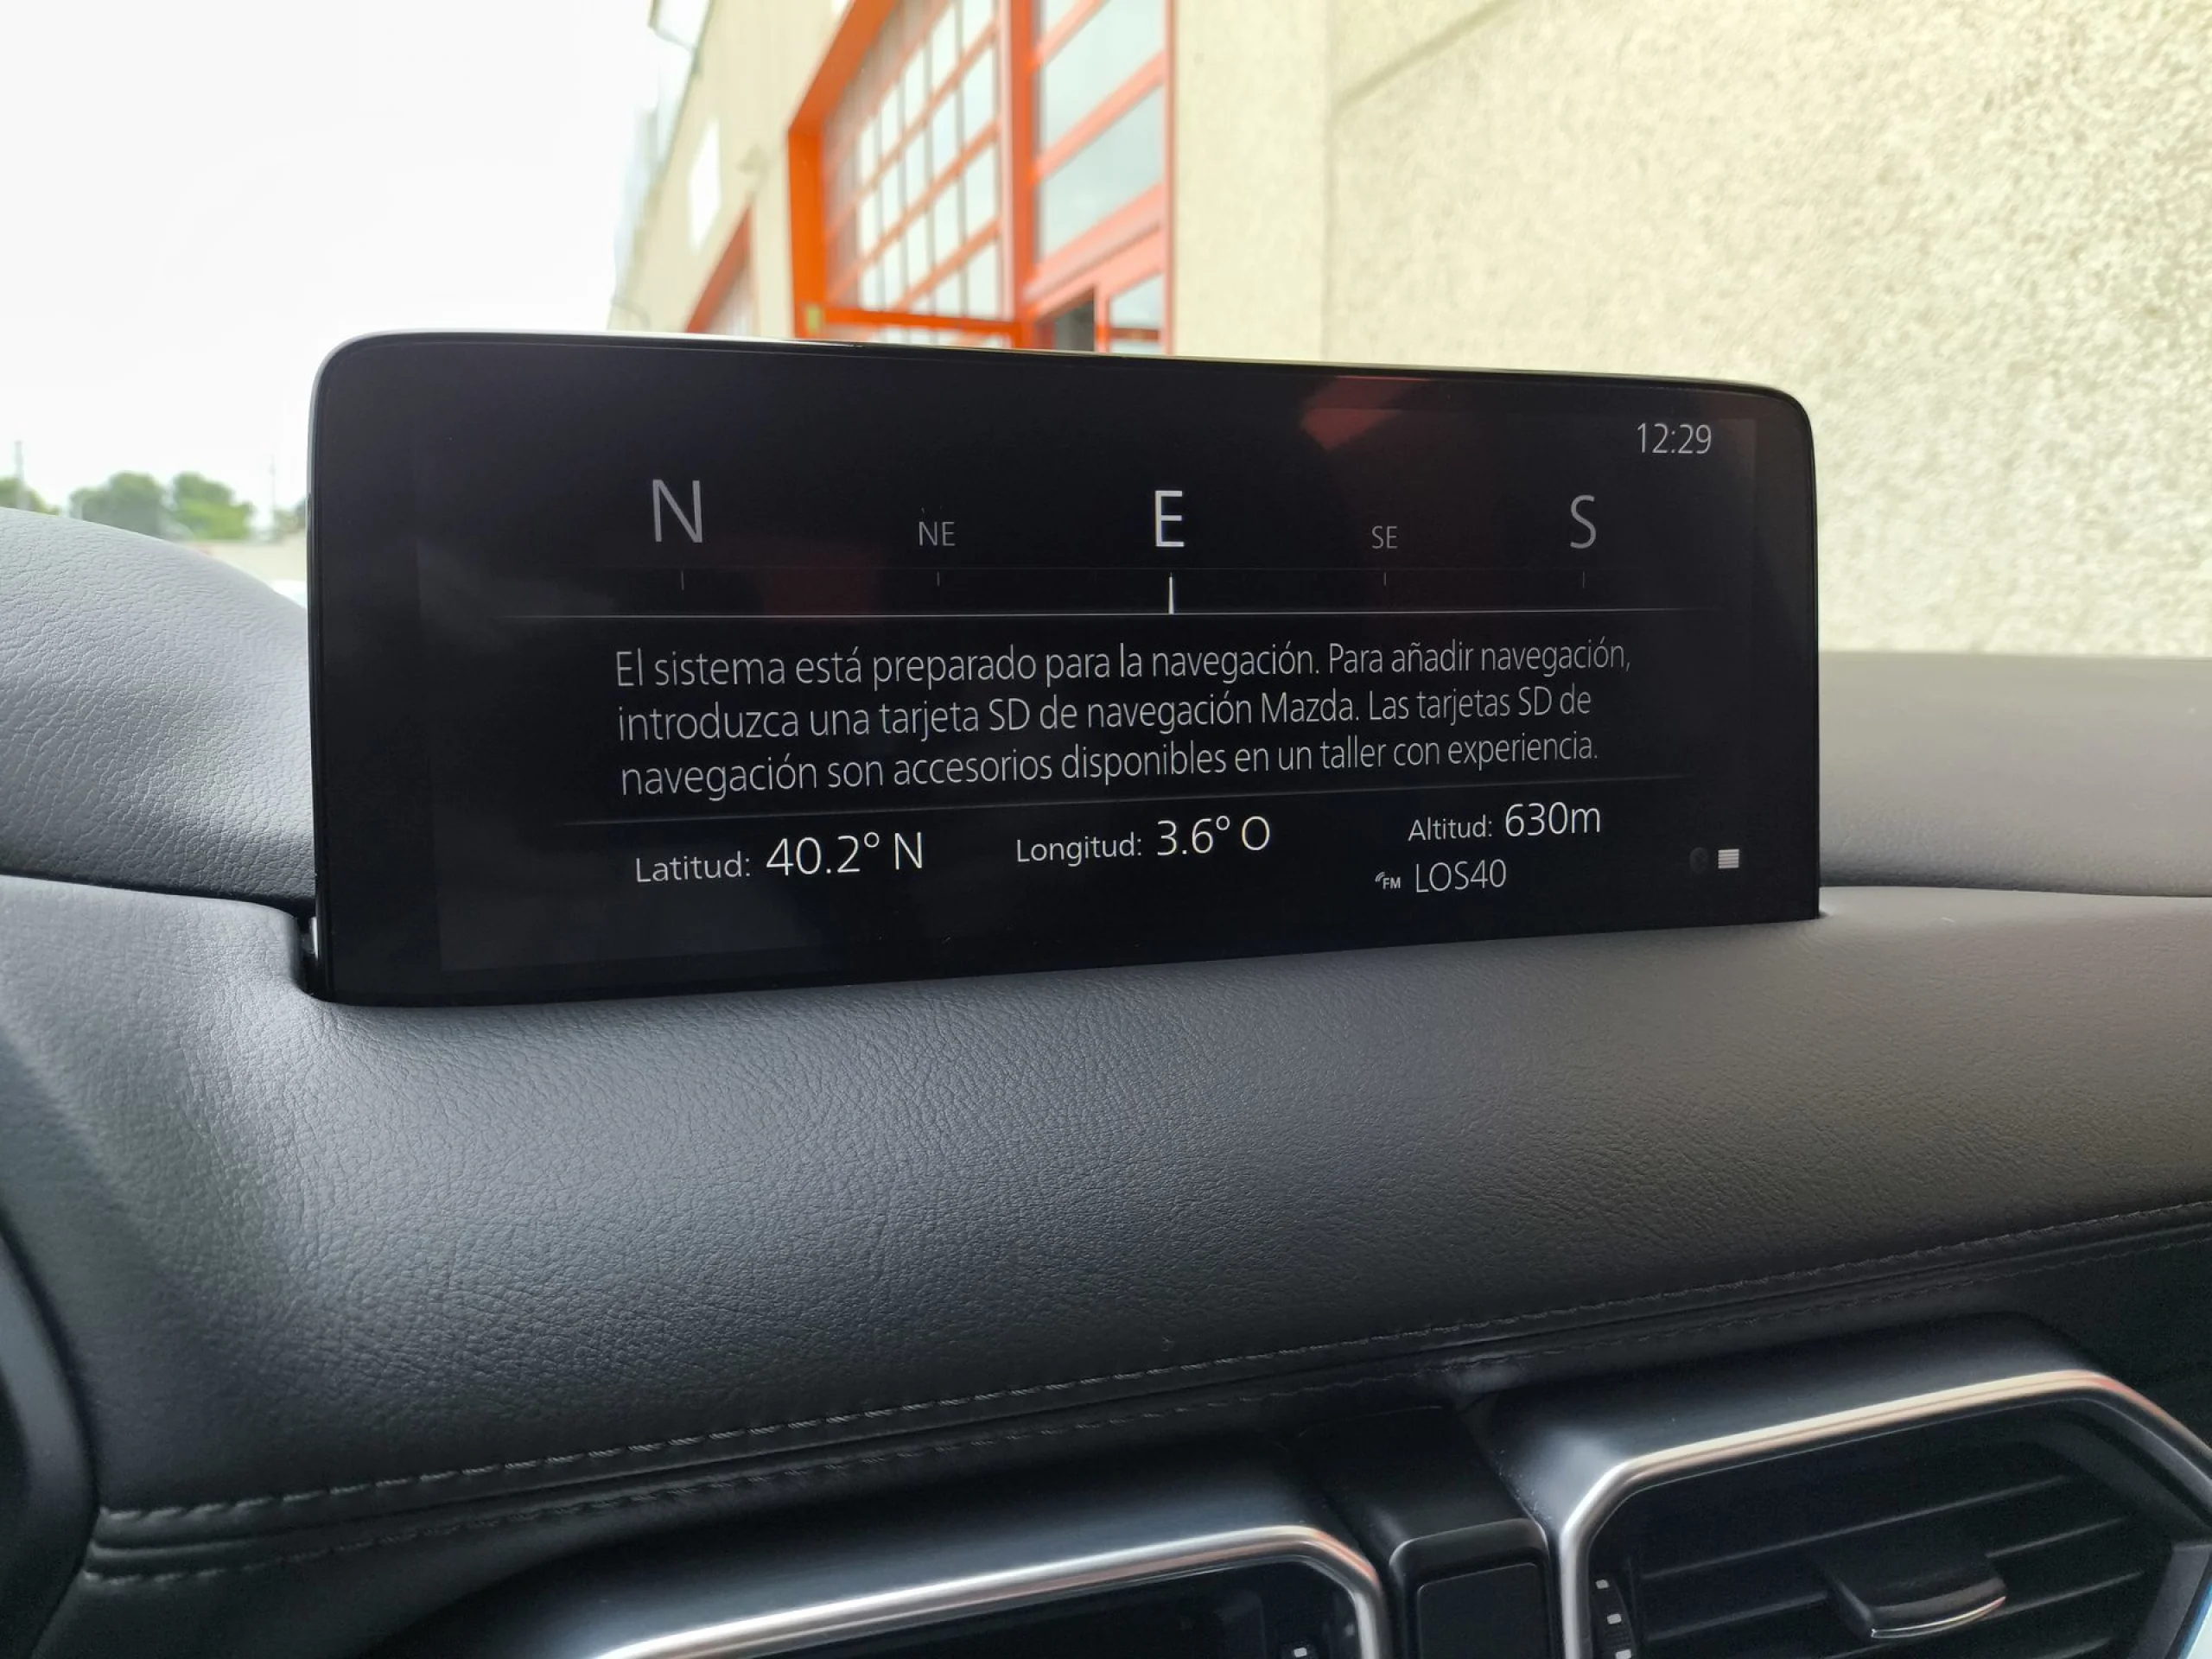 12:29
N NE E SE S
El sistema está preparado para la navegación. Para añadir navegación,
introduzca una tarjeta SD de navegación Mazda. Las tarjetas SD de
navegación son accesorios disponibles en un taller con experiencia.
Latitud: 40.2° N Longitud: 3.6° O Altitud: 630m
FM LOS40